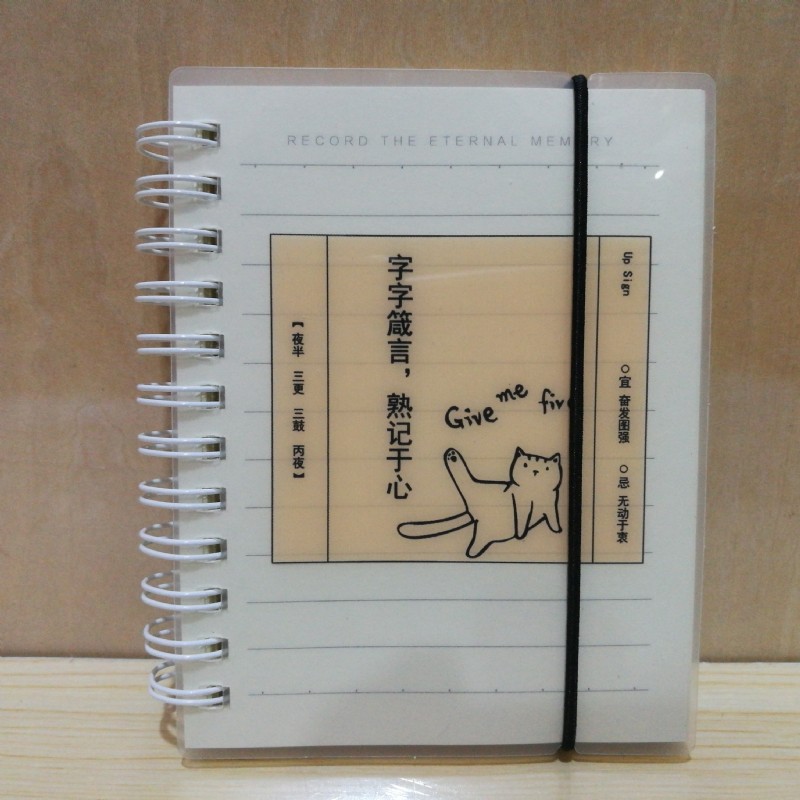 RECORD THE ETERNAL MEMORY
Up Sign
○宜 奋发图强 ○忌 无动于衷
字字箴言，熟记于心
Give me five
【夜半 三更 三鼓 丙夜】